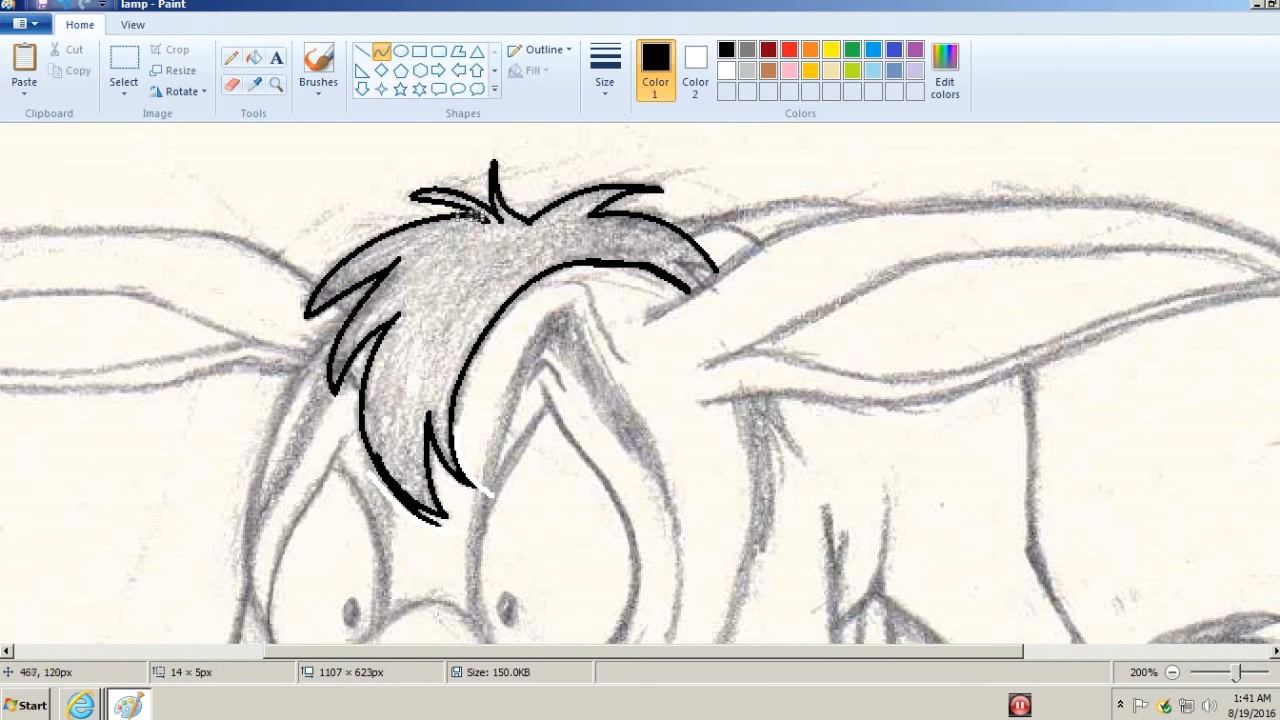 lamp - Paint
Home View
Paste
Cut
Copy
Clipboard
Select
Crop
Resize
Rotate
Image
A
Tools
Brushes
Outline
Fill
Shapes
Size
Color 1
Color 2
Edit colors
Colors
467, 120px
14 × 5px
1107 × 623px
Size: 150.0KB
200%
Start
1:41 AM
8/19/2016